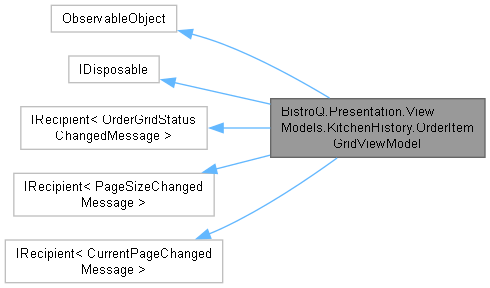 ObservableObject
IDisposable
IRecipient< OrderGridStatus
ChangedMessage >
IRecipient< PageSizeChanged
Message >
IRecipient< CurrentPageChanged
Message >
BistroQ.Presentation.View
Models.KitchenHistory.OrderItem
GridViewModel